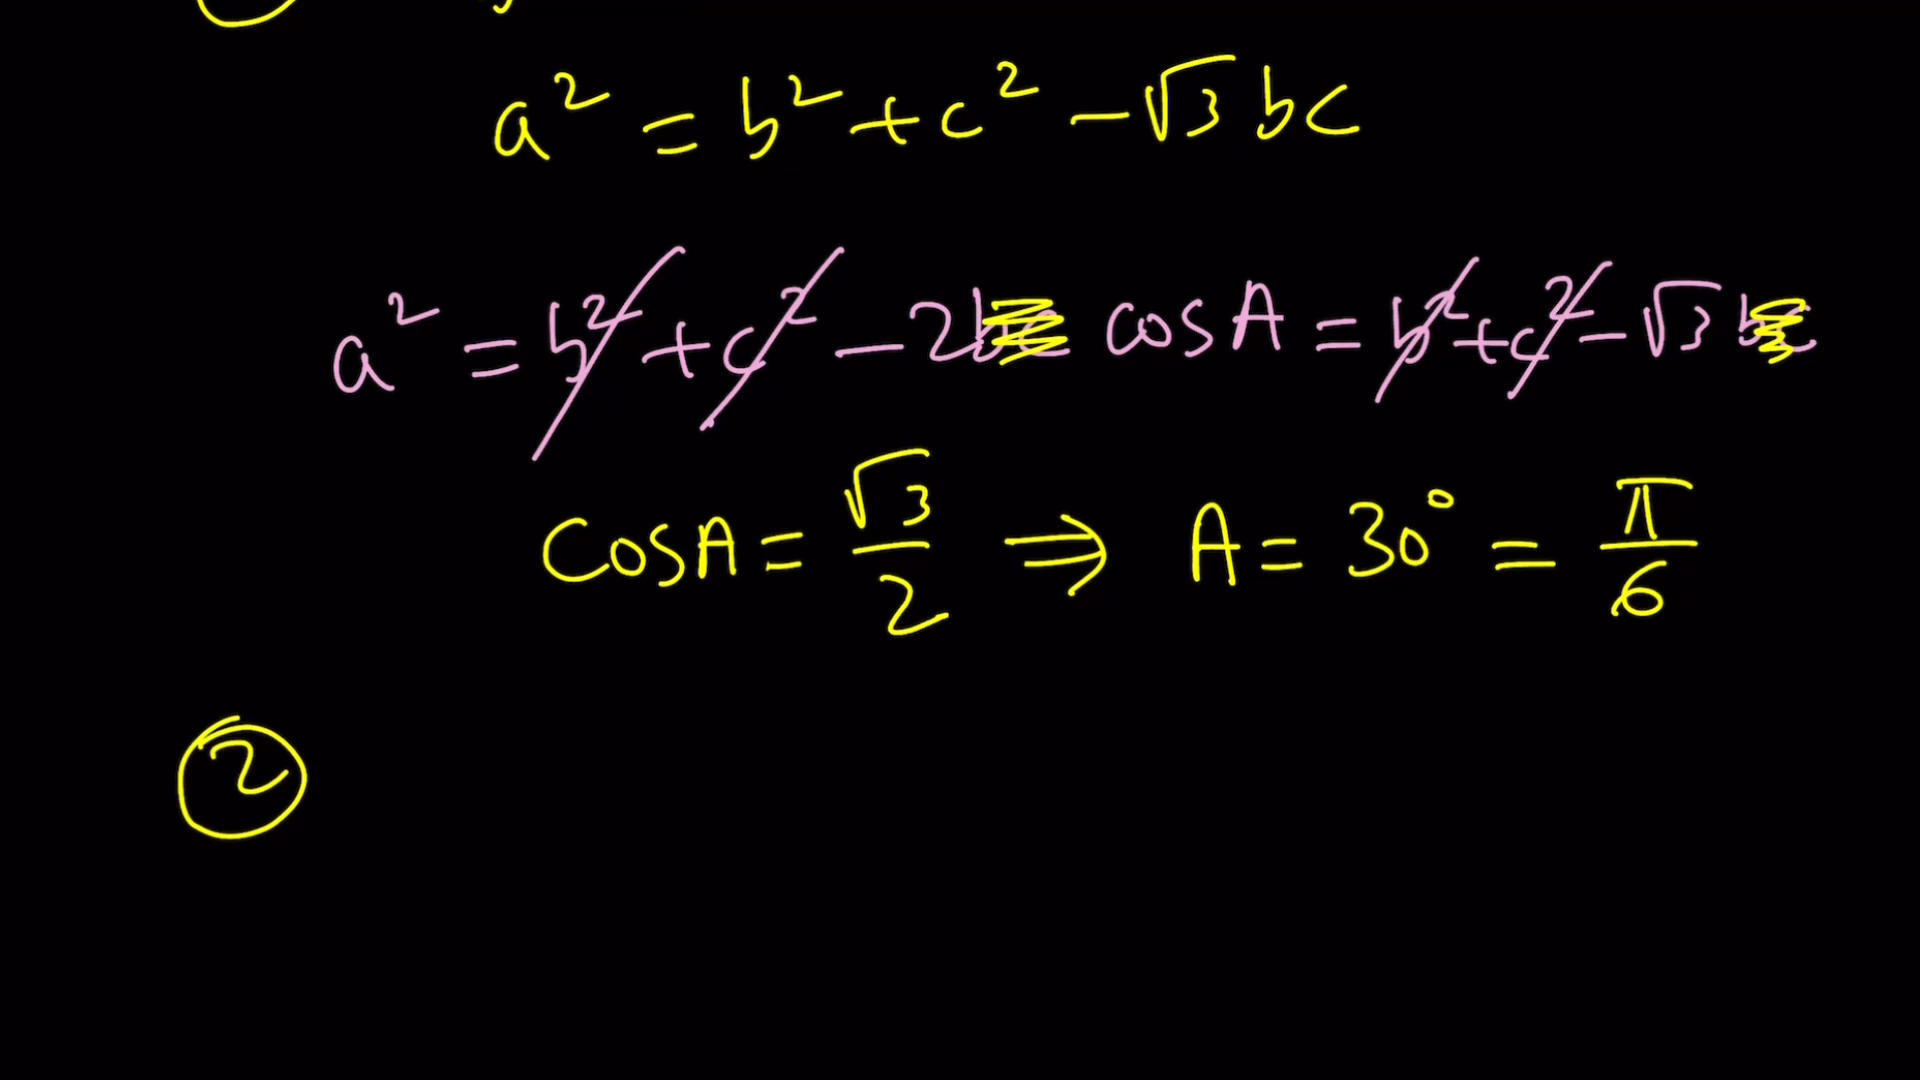 a² = b² + c² - √3 bc
a² = b² + c² - 2bc cosA = b² + c² - √3 bc
cosA = √3/2 ⇒ A = 30° = π/6
2